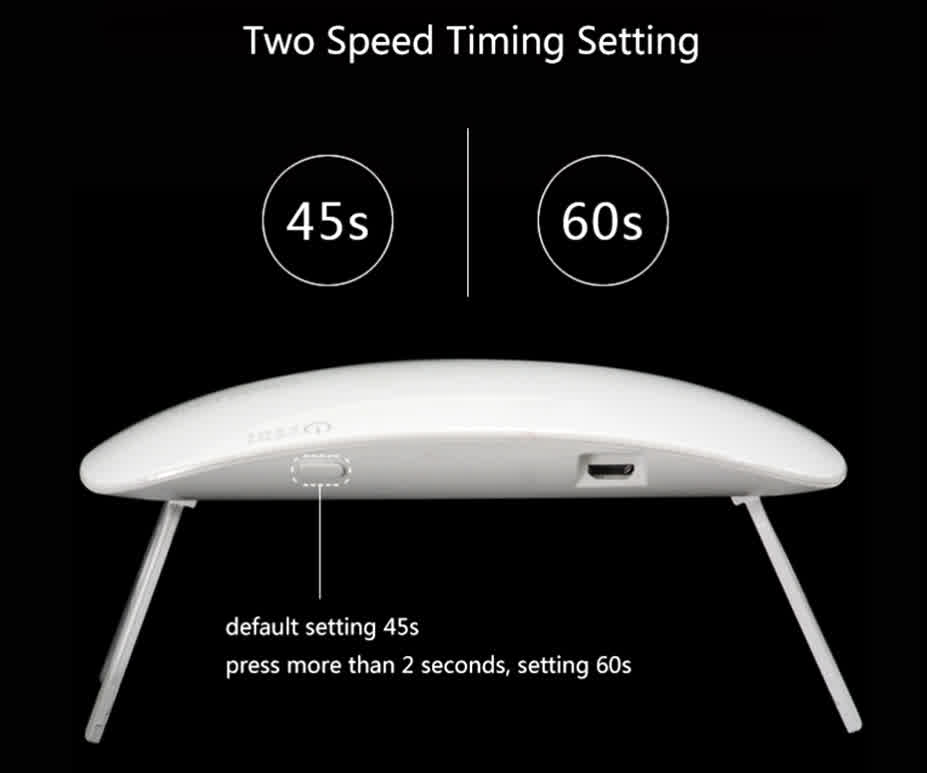 Two Speed Timing Setting
45s
60s
default setting 45s
press more than 2 seconds, setting 60s